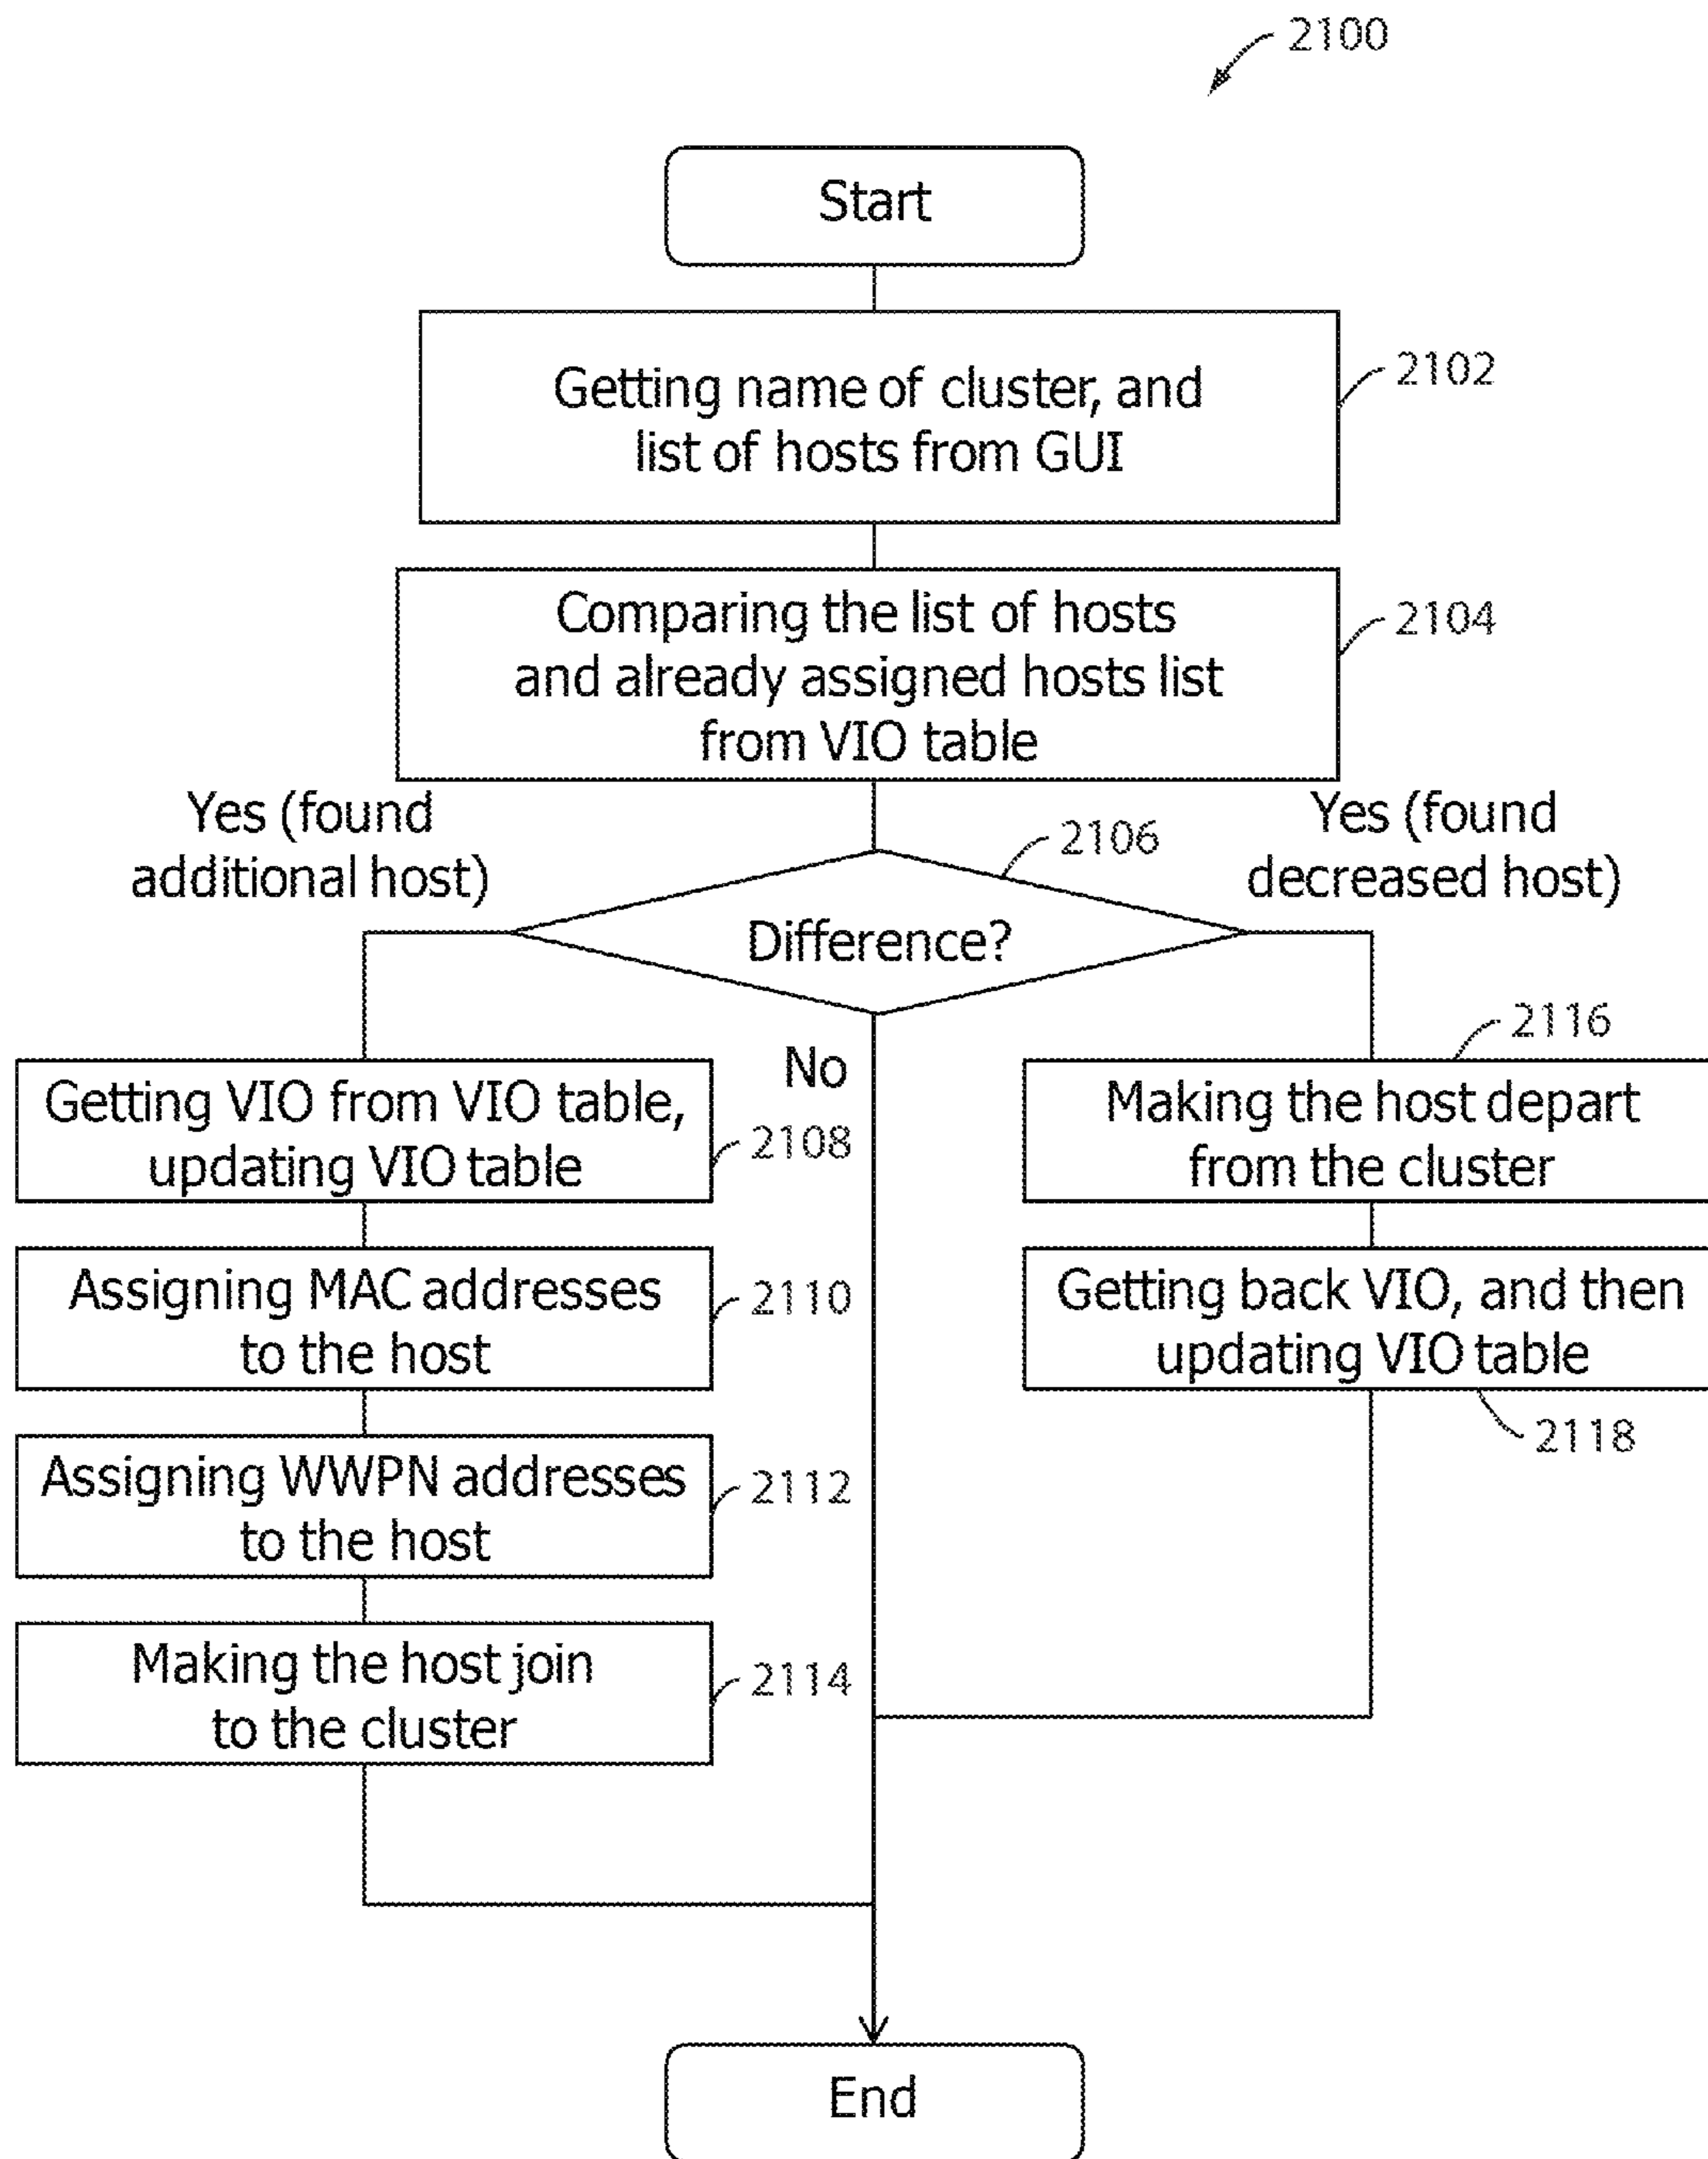 2100
Start
Getting name of cluster, and
list of hosts from GUI
2102
Comparing the list of hosts
and already assigned hosts list
from VIO table
2104
Yes (found
additional host)
2106
Yes (found
decreased host)
Difference?
No
Getting VIO from VIO table,
updating VIO table
2108
Assigning MAC addresses
to the host
2110
Assigning WWPN addresses
to the host
2112
Making the host join
to the cluster
2114
2116
Making the host depart
from the cluster
Getting back VIO, and then
updating VIO table
2118
End